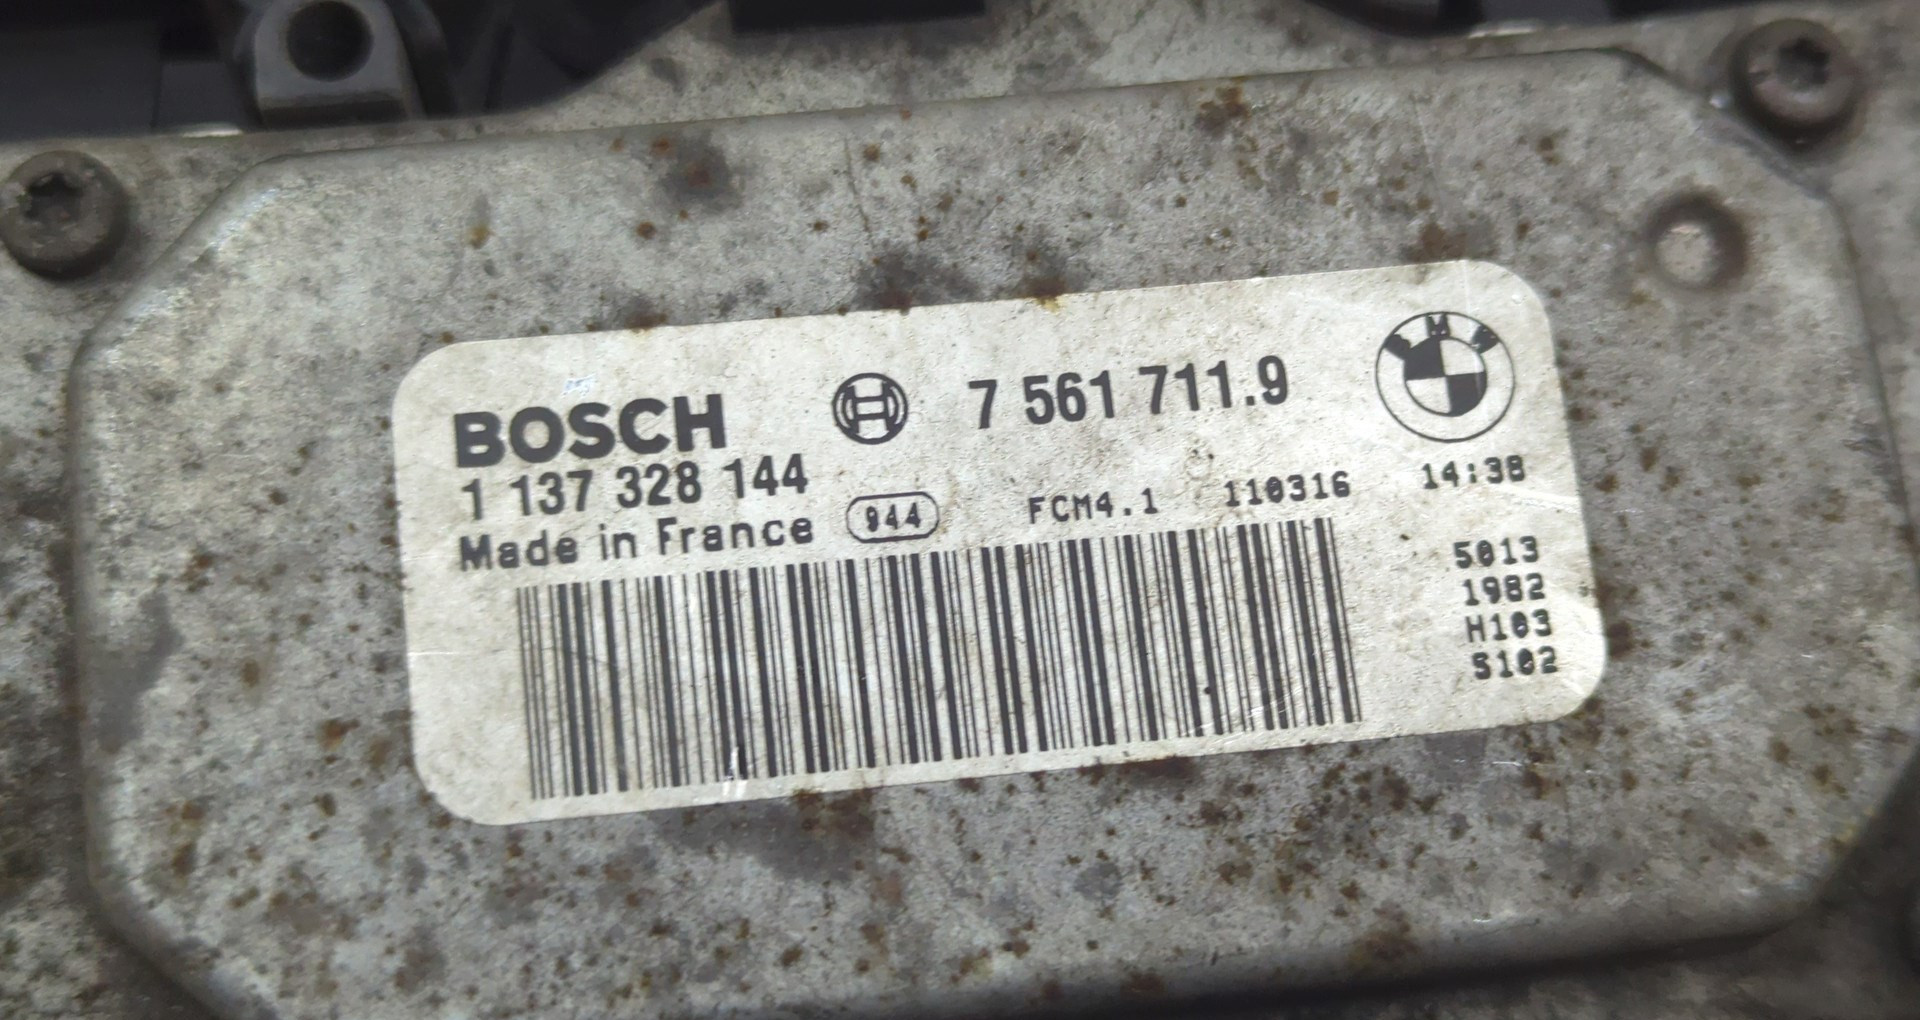 BOSCH 7 561 711.9 BMW
1 137 328 144
Made in France 944 FCM4.1 110316 14:38
5013
1982
H103
S102